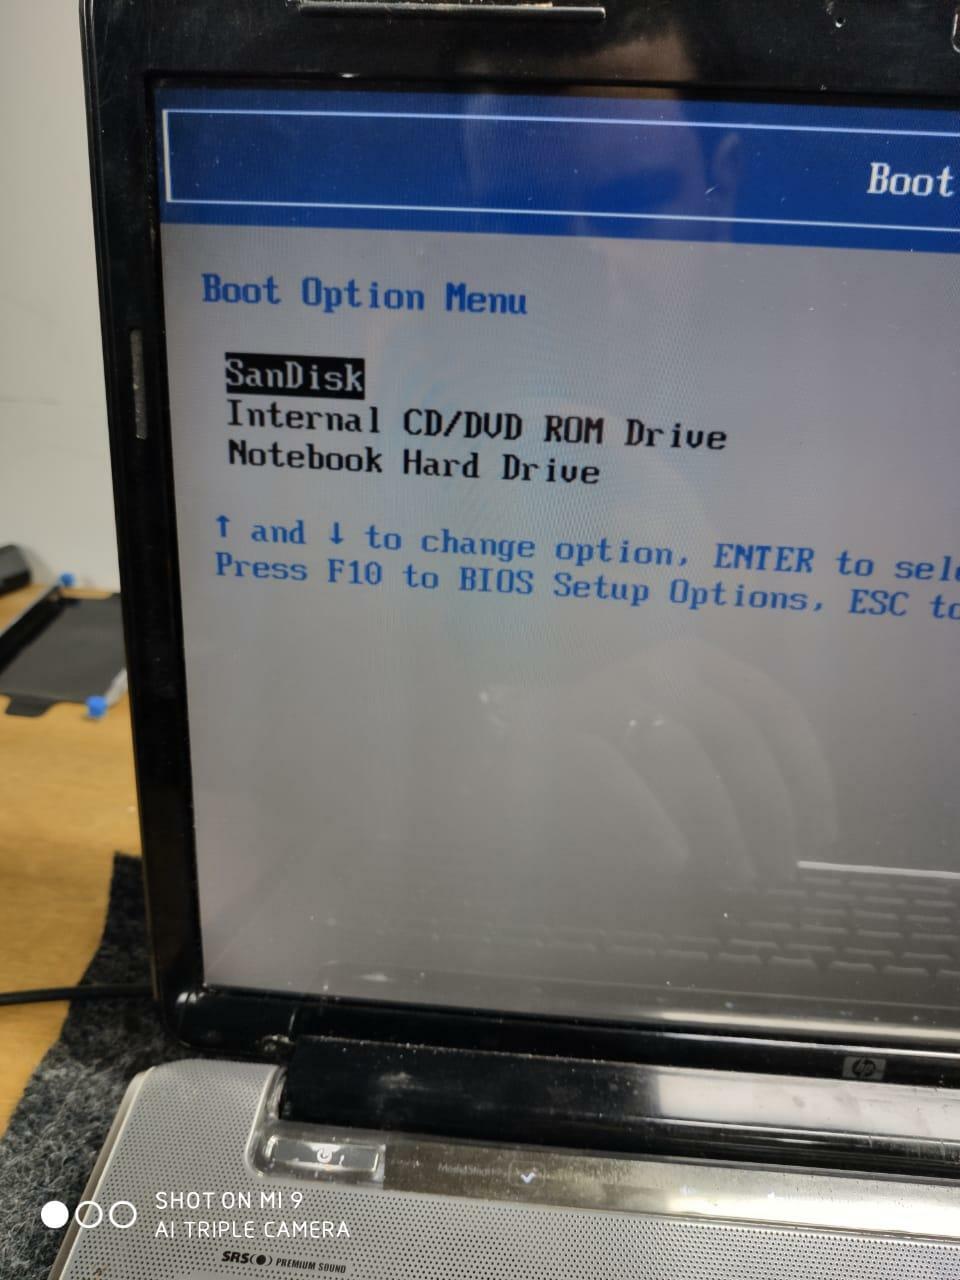 Boot
Boot Option Menu
SanDisk
Internal CD/DVD ROM Drive
Notebook Hard Drive
↑ and ↓ to change option, ENTER to sele
Press F10 to BIOS Setup Options, ESC to
hp
SHOT ON MI 9
AI TRIPLE CAMERA
SRS PREMIUM SOUND